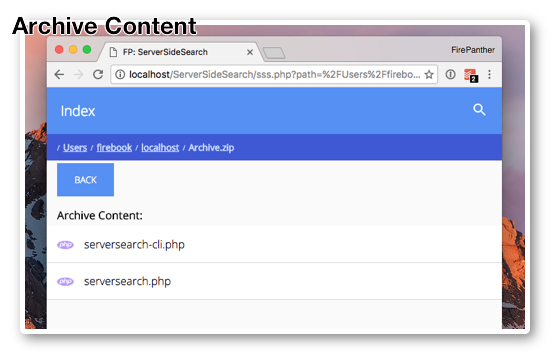 Archive Content
FP: ServerSideSearch
FirePanther
localhost/ServerSideSearch/sss.php?path=%2FUsers%2Ffirebo...
2
Index
/ Users / firebook / localhost / Archive.zip
BACK
Archive Content:
php serversearch-cli.php
php serversearch.php